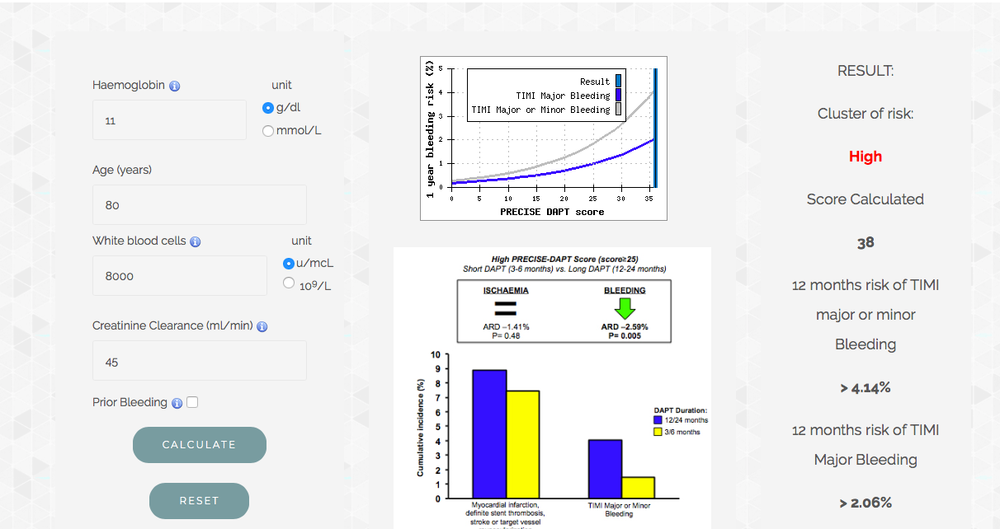 Haemoglobin
unit
11
g/dl
mmol/L
Age (years)
80
White blood cells
unit
8000
u/mcL
10⁹/L
Creatinine Clearance (ml/min)
45
Prior Bleeding
CALCULATE
RESET
1 year bleeding risk (%)
5
4
3
2
1
0
Result
TIMI Major Bleeding
TIMI Major or Minor Bleeding
0 5 10 15 20 25 30 35
PRECISE DAPT score
High PRECISE-DAPT Score (score≥25)
Short DAPT (3-6 months) vs. Long DAPT (12-24 months)
ISCHAEMIA
ARD –1.41%
P= 0.48
BLEEDING
ARD –2.59%
P= 0.005
Cumulative incidence (%)
10
9
8
7
6
5
4
3
2
1
0
DAPT Duration:
12/24 months
3/6 months
Myocardial infarction,
definite stent thrombosis,
stroke or target vessel
TIMI Major or Minor
Bleeding
RESULT:
Cluster of risk:
High
Score Calculated
38
12 months risk of TIMI
major or minor
Bleeding
> 4.14%
12 months risk of TIMI
Major Bleeding
> 2.06%